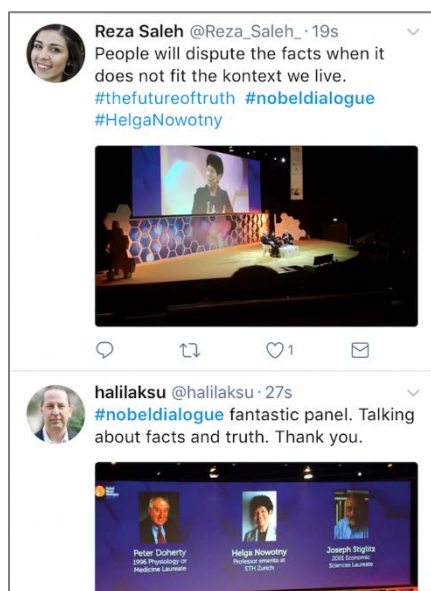 Reza Saleh @Reza_Saleh_ · 19s
People will dispute the facts when it
does not fit the kontext we live.
#thefutureoftruth #nobeldialogue
#HelgaNowotny
1
halilaksu @halilaksu · 27s
#nobeldialogue fantastic panel. Talking
about facts and truth. Thank you.
Peter Doherty
1996 Physiology or
Medicine Laureate
Helga Nowotny
Professor emerita at
ETH Zurich
Joseph Stiglitz
2001 Economic
Sciences Laureate